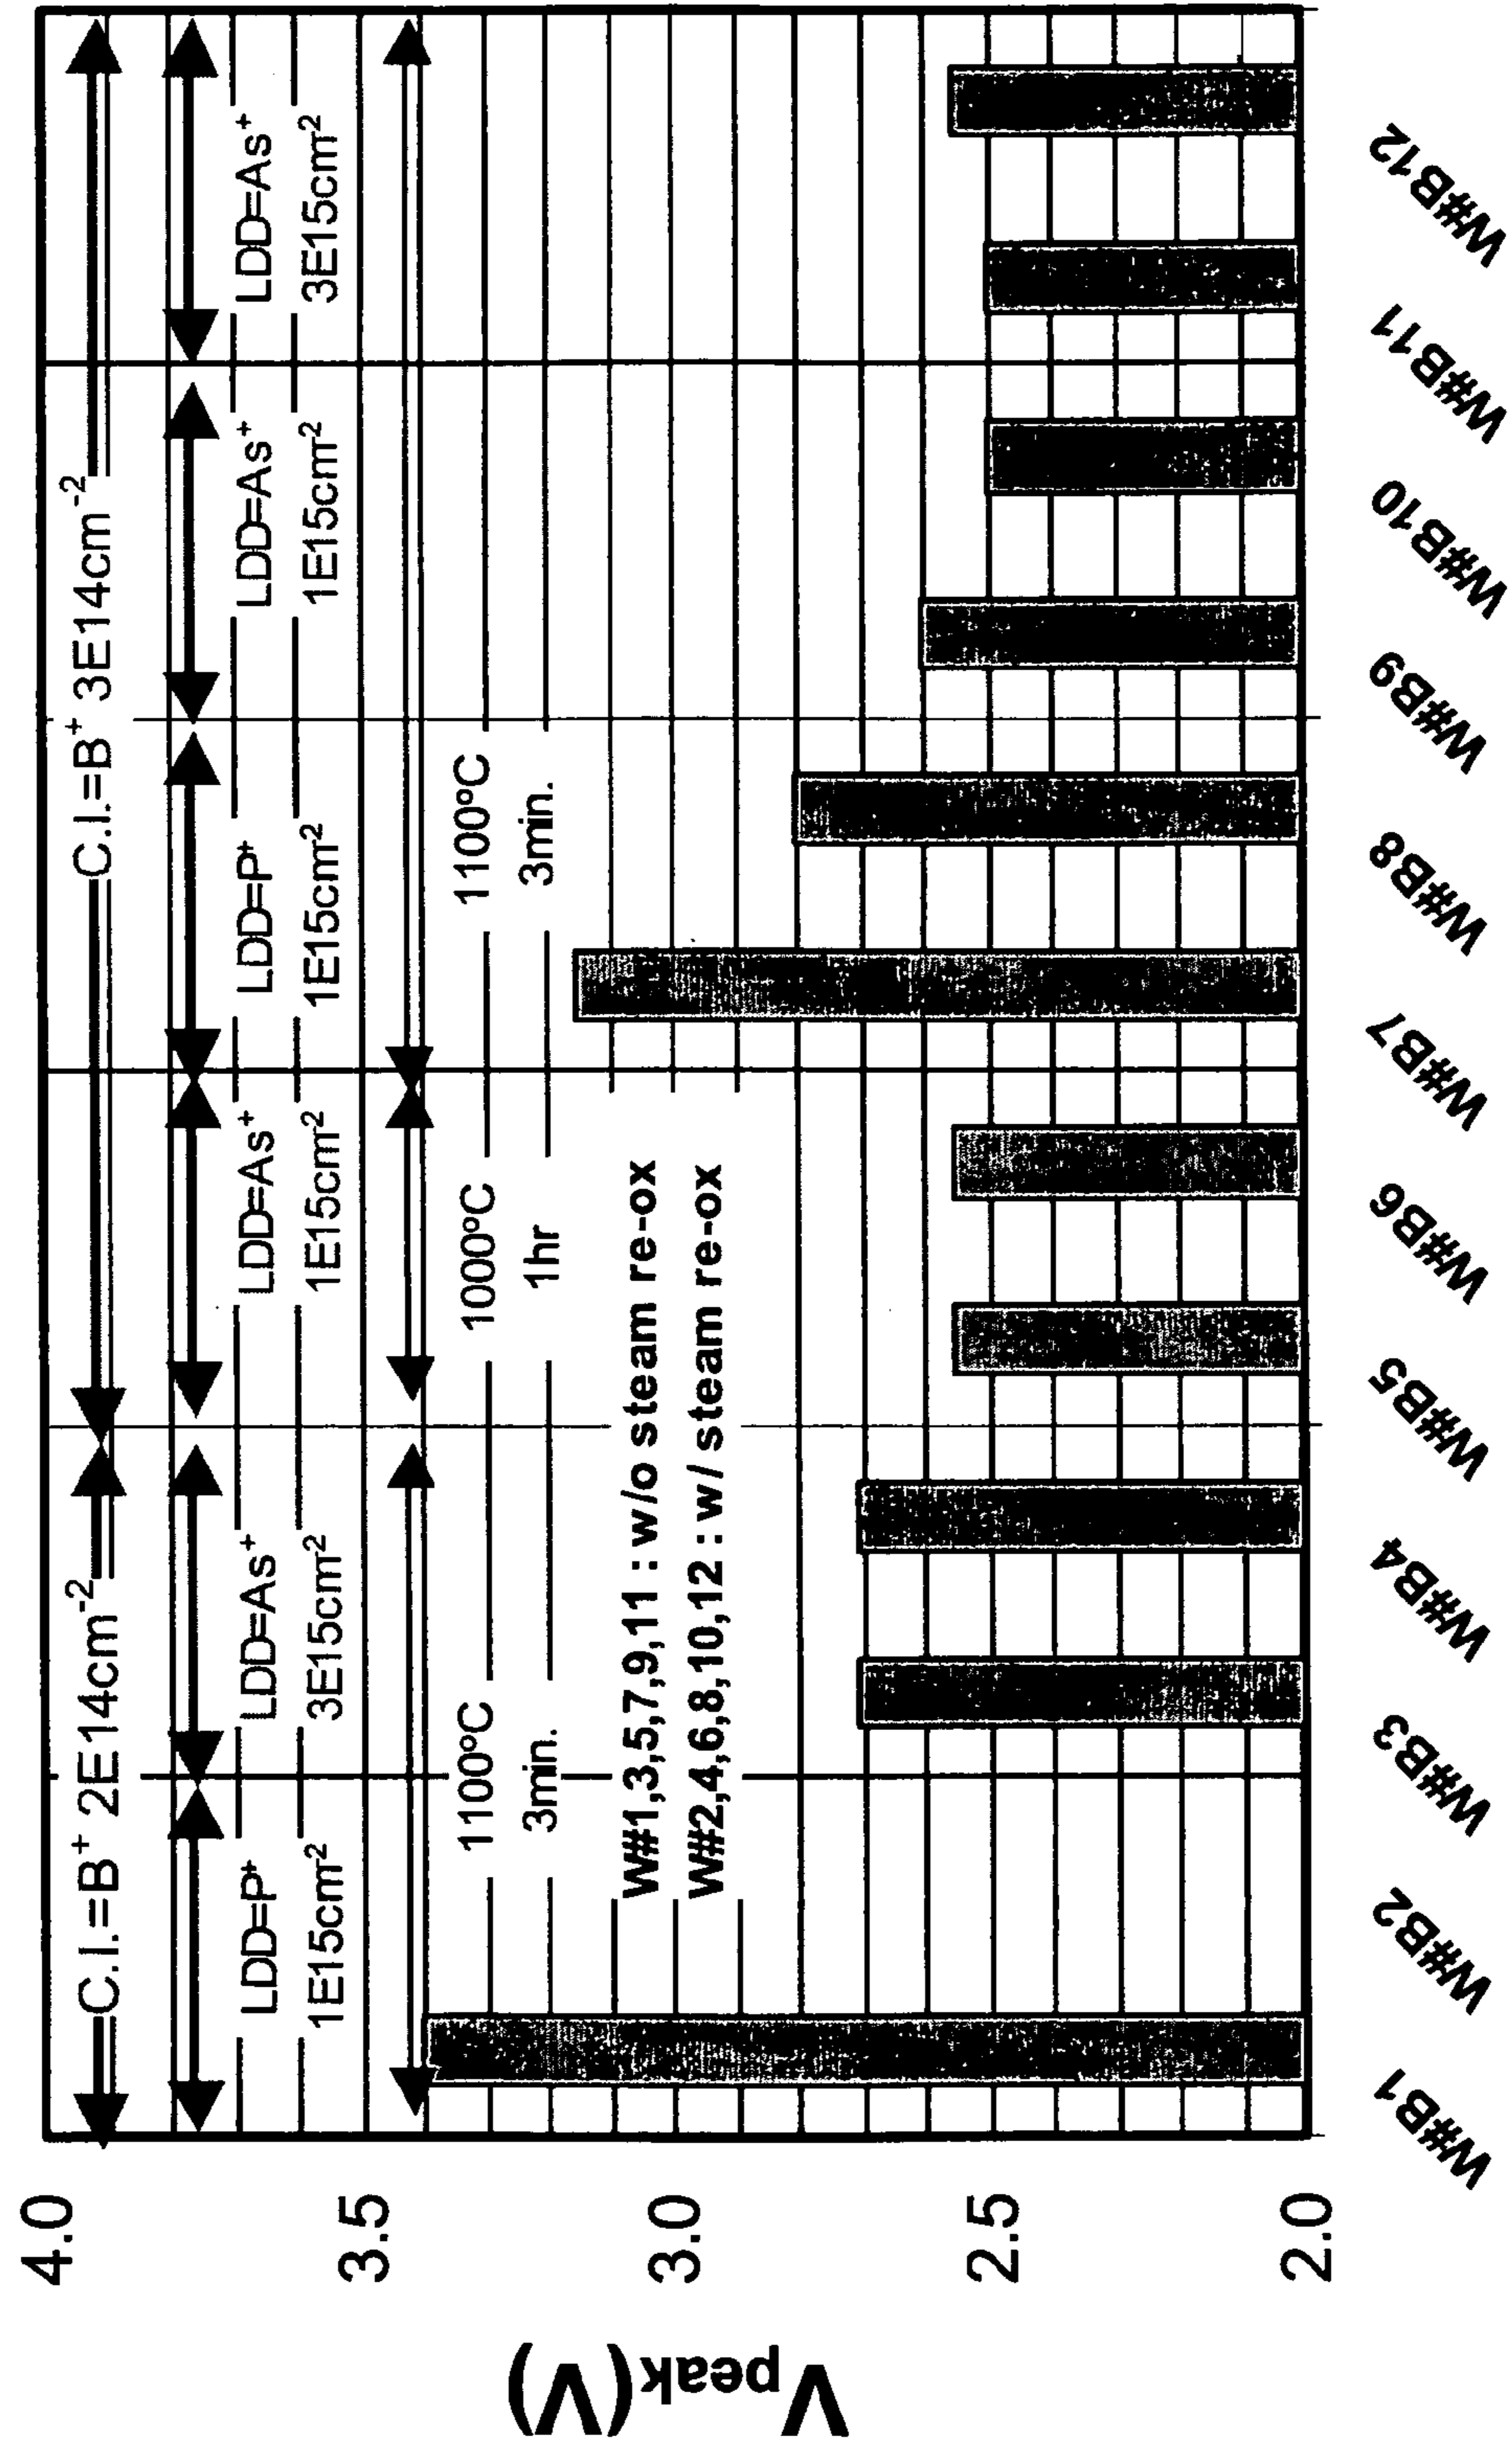 C.I.=B⁺ 2E14cm⁻²
C.I.=B⁺ 3E14cm⁻²
LDD=P⁺
1E15cm²
LDD=As⁺
3E15cm²
LDD=As⁺
1E15cm²
LDD=P⁺
1E15cm²
LDD=As⁺
1E15cm²
LDD=As⁺
3E15cm²
1100ºC
3min.
1000ºC
1hr
1100ºC
3min.
W#1,3,5,7,9,11 : w/o steam re-ox
W#2,4,6,8,10,12 : w/ steam re-ox
Vpeak(V)
4.0
3.5
3.0
2.5
2.0
W#B1
W#B2
W#B3
W#B4
W#B5
W#B6
W#B7
W#B8
W#B9
W#B10
W#B11
W#B12